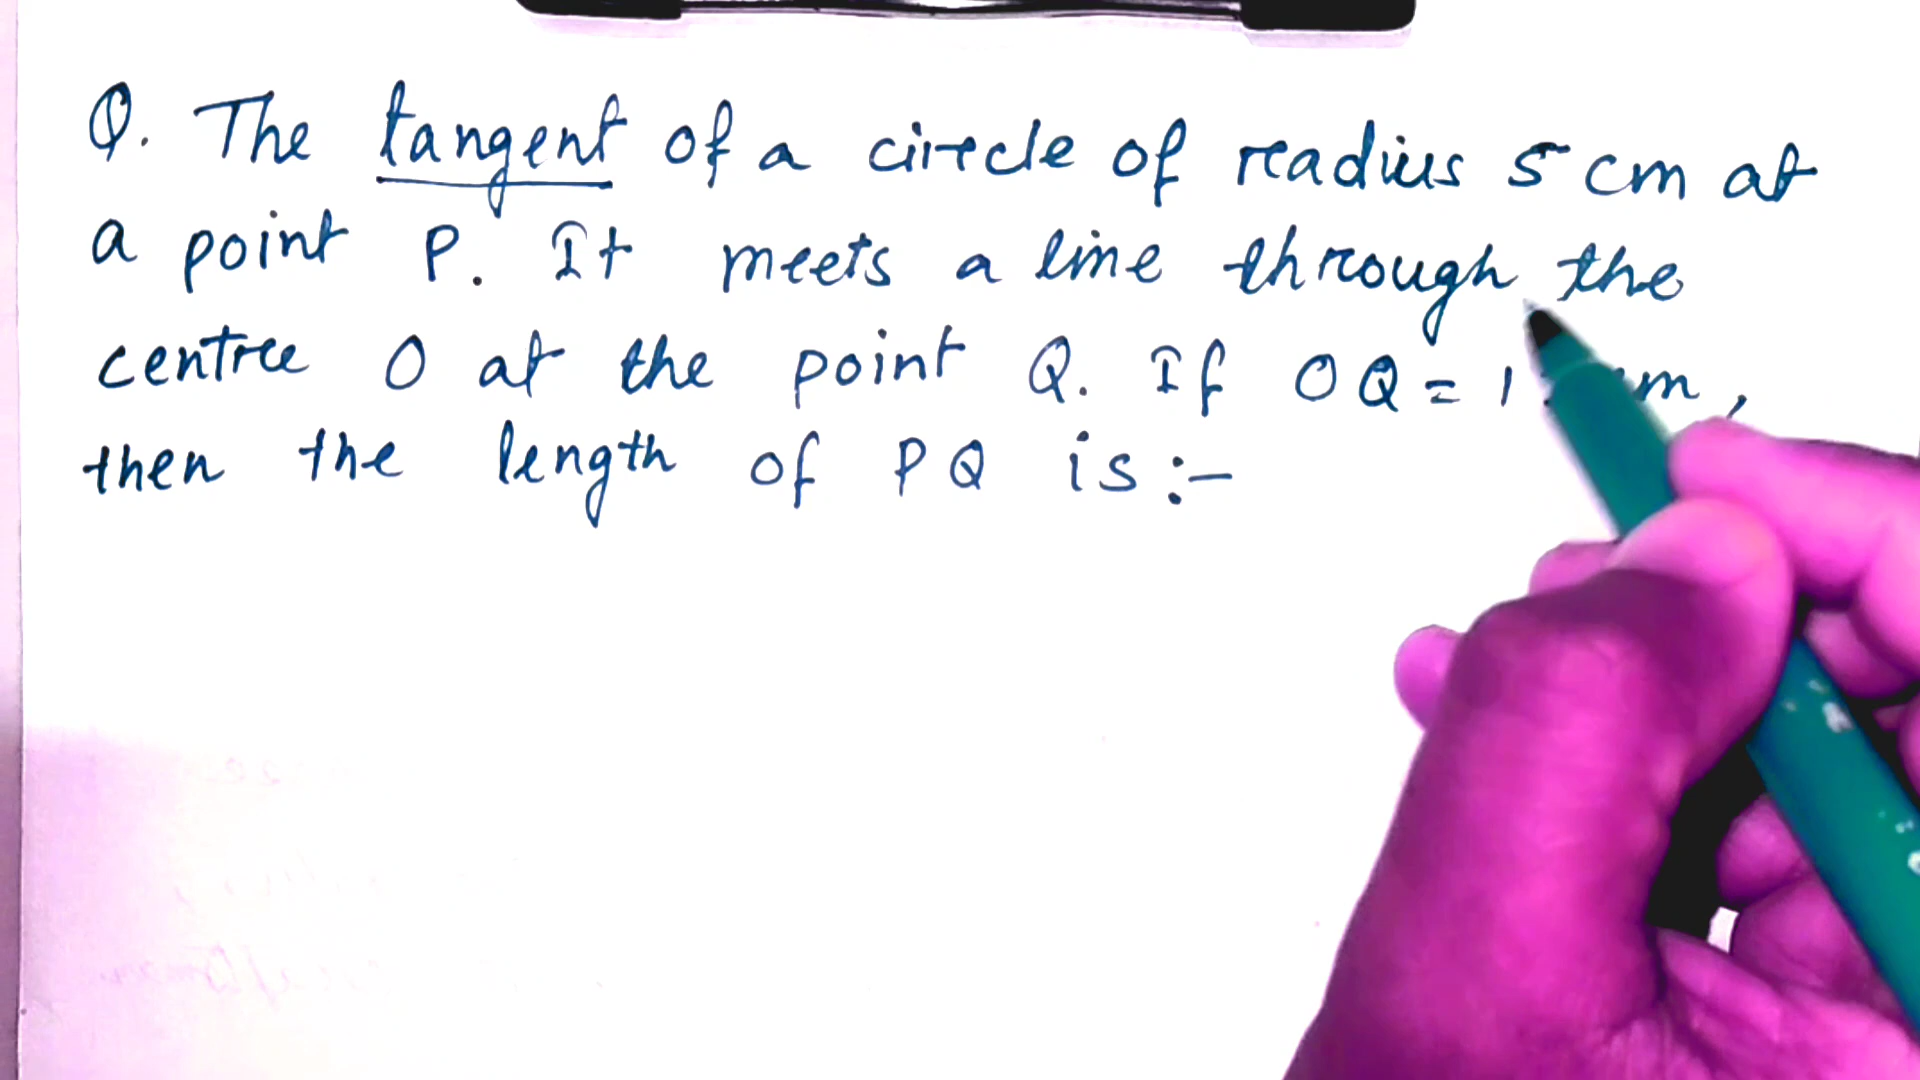 Q. The tangent of a circle of radius 5 cm at
a point P. It meets a line through the
centre O at the point Q. If OQ = 1
then the length of PQ is :-